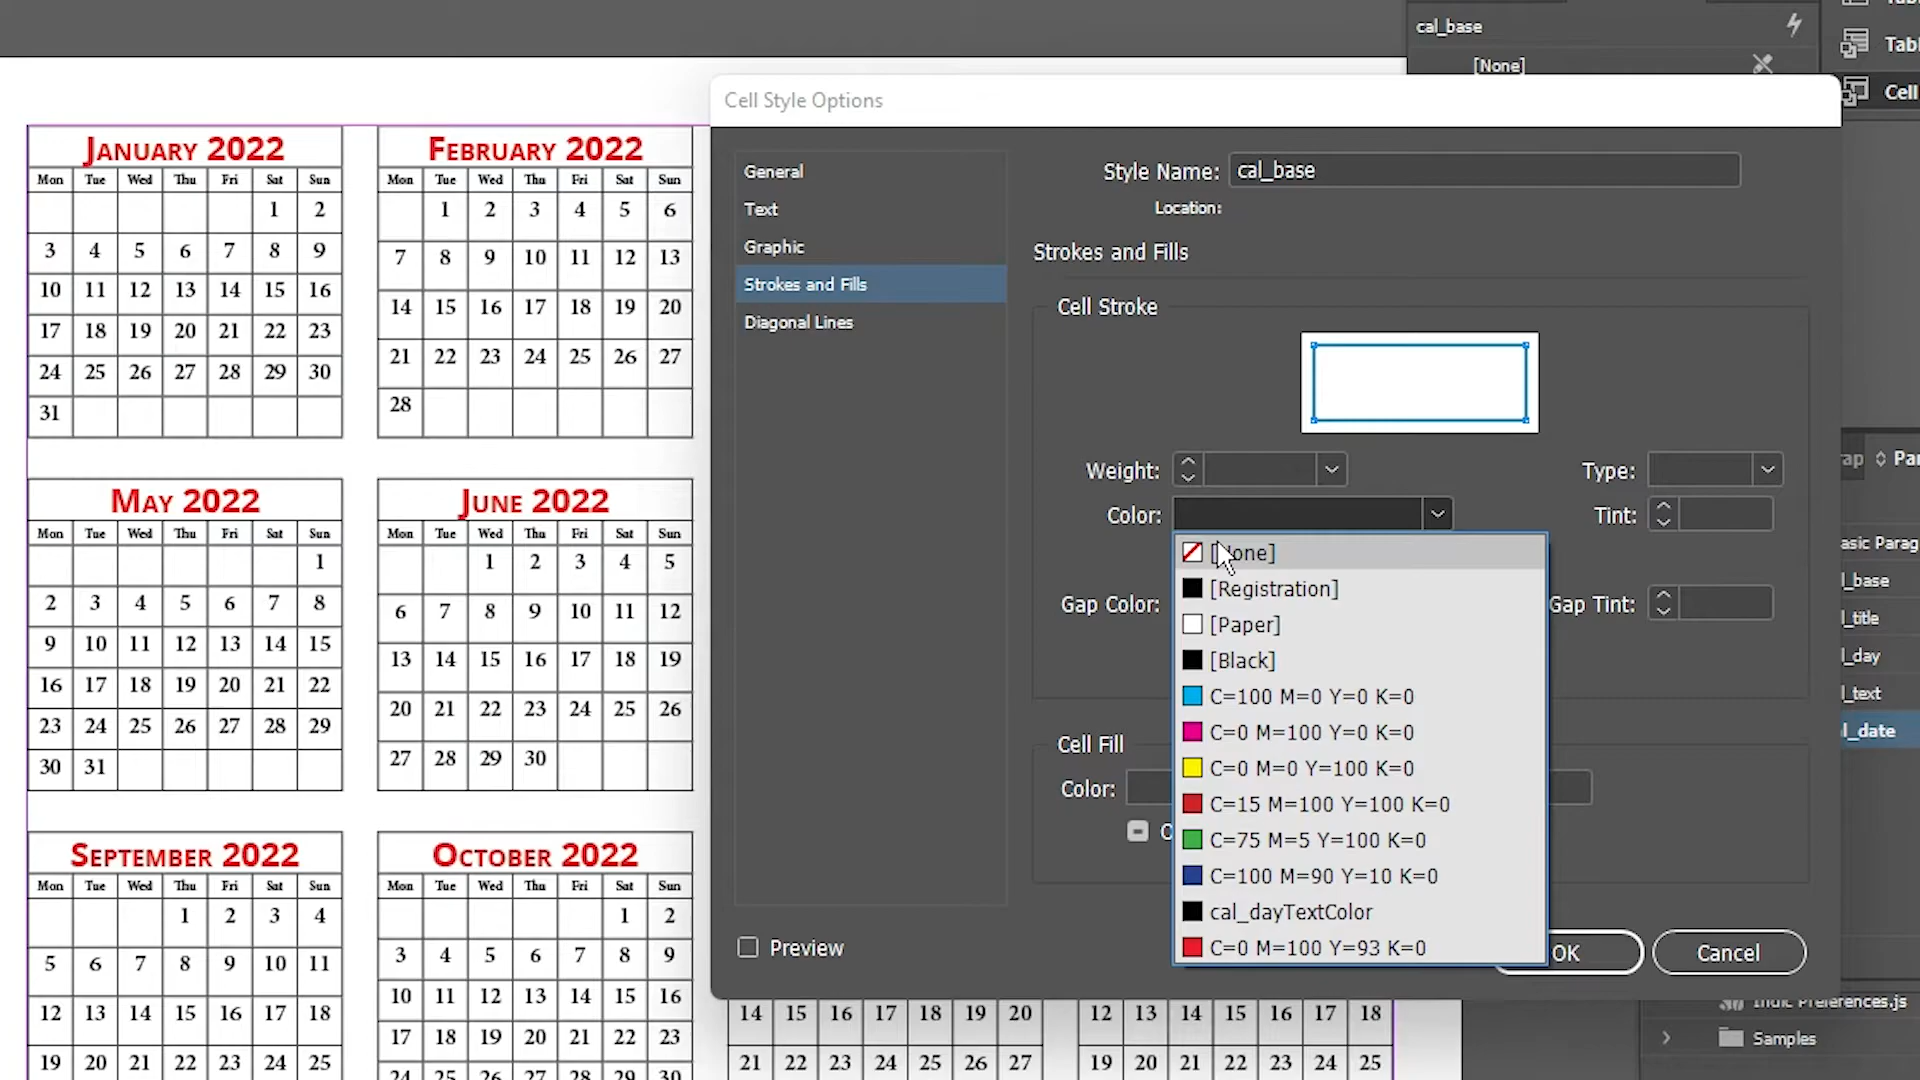 cal_base
[None]
Cell
Cell Style Options
General
Text
Graphic
Strokes and Fills
Diagonal Lines
Style Name: cal_base
Location:
Strokes and Fills
Cell Stroke
Weight:
Type:
Color:
Tint:
Gap Color:
Gap Tint:
Cell Fill
Color:
[None]
[Registration]
[Paper]
[Black]
C=100 M=0 Y=0 K=0
C=0 M=100 Y=0 K=0
C=0 M=0 Y=100 K=0
C=15 M=100 Y=100 K=0
C=75 M=5 Y=100 K=0
C=100 M=90 Y=10 K=0
cal_dayTextColor
C=0 M=100 Y=93 K=0
Preview
OK
Cancel
January 2022
Mon Tue Wed Thu Fri Sat Sun
1 2
3 4 5 6 7 8 9
10 11 12 13 14 15 16
17 18 19 20 21 22 23
24 25 26 27 28 29 30
31
February 2022
Mon Tue Wed Thu Fri Sat Sun
1 2 3 4 5 6
7 8 9 10 11 12 13
14 15 16 17 18 19 20
21 22 23 24 25 26 27
28
May 2022
Mon Tue Wed Thu Fri Sat Sun
1
2 3 4 5 6 7 8
9 10 11 12 13 14 15
16 17 18 19 20 21 22
23 24 25 26 27 28 29
30 31
June 2022
Mon Tue Wed Thu Fri Sat Sun
1 2 3 4 5
6 7 8 9 10 11 12
13 14 15 16 17 18 19
20 21 22 23 24 25 26
27 28 29 30
September 2022
Mon Tue Wed Thu Fri Sat Sun
1 2 3 4
5 6 7 8 9 10 11
12 13 14 15 16 17 18
19 20 21 22 23 24 25
October 2022
Mon Tue Wed Thu Fri Sat Sun
1 2
3 4 5 6 7 8 9
10 11 12 13 14 15 16
17 18 19 20 21 22 23
24 25 26 27 28 29 30
14 15 16 17 18 19 20
21 22 23 24 25 26 27
12 13 14 15 16 17 18
19 20 21 22 23 24 25
asic Parag
l_base
l_title
l_day
l_text
l_date
Indic Preferences.js
Samples